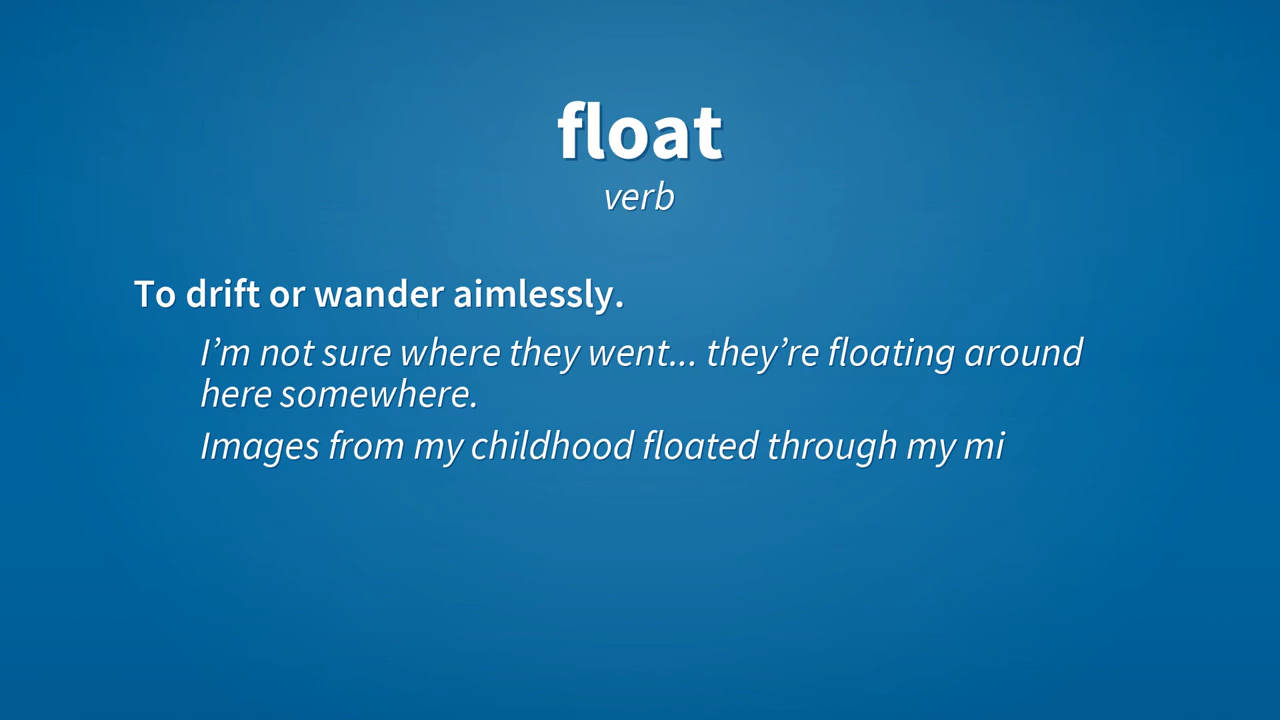 float
verb
To drift or wander aimlessly.
I’m not sure where they went... they’re floating around
here somewhere.
Images from my childhood floated through my mi